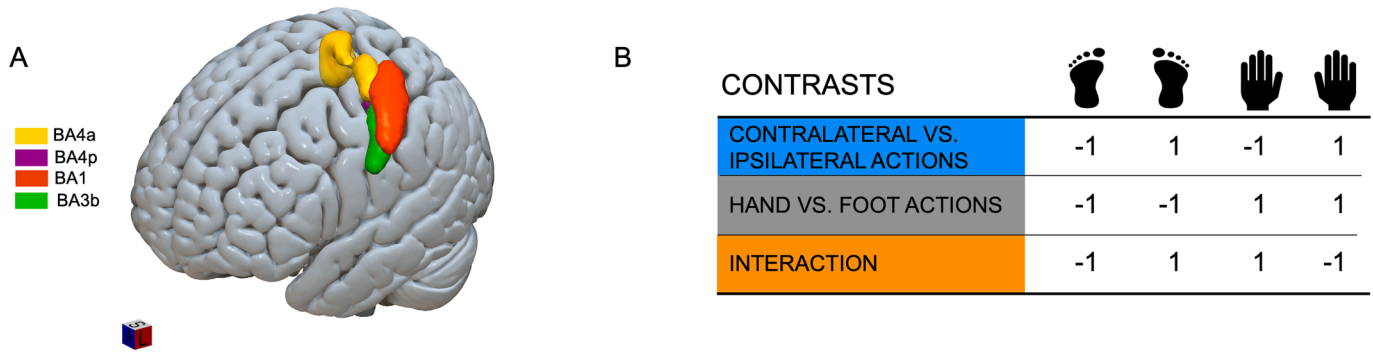 A
BA4a
BA4p
BA1
BA3b
S
L
B
CONTRASTS
CONTRALATERAL VS.
IPSILATERAL ACTIONS
-1 1 -1 1
HAND VS. FOOT ACTIONS
-1 -1 1 1
INTERACTION
-1 1 1 -1